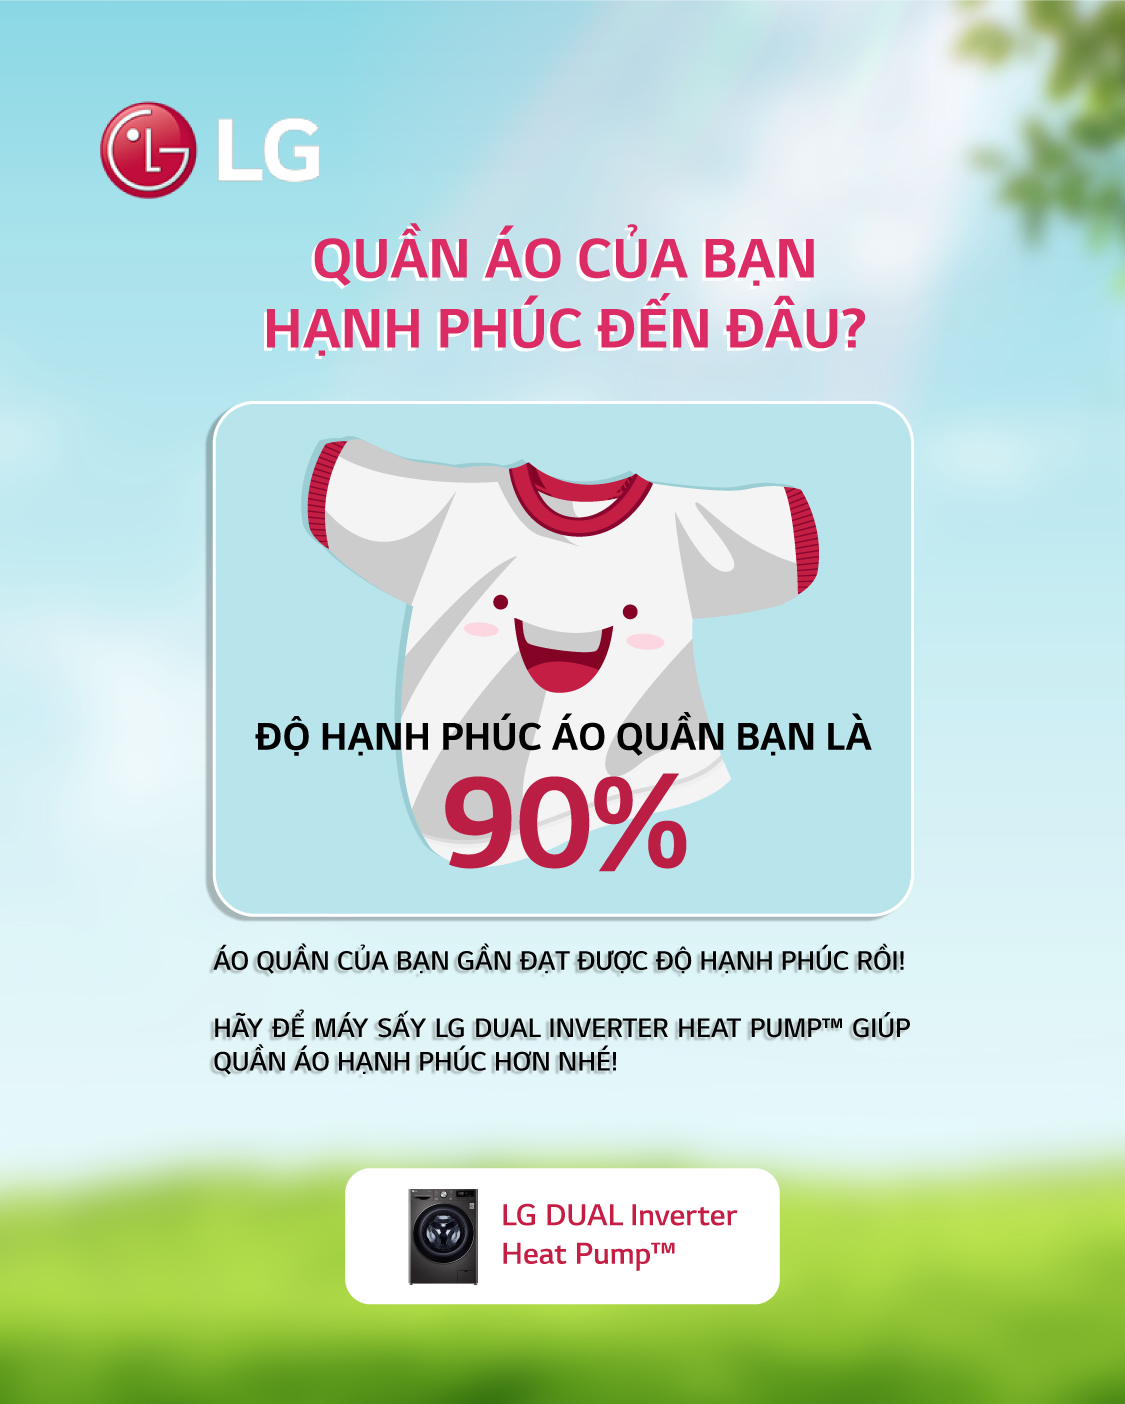 LG
QUẦN ÁO CỦA BẠN
HẠNH PHÚC ĐẾN ĐÂU?
ĐỘ HẠNH PHÚC ÁO QUẦN BẠN LÀ
90%
ÁO QUẦN CỦA BẠN GẦN ĐẠT ĐƯỢC ĐỘ HẠNH PHÚC RỒI!
HÃY ĐỂ MÁY SẤY LG DUAL INVERTER HEAT PUMP™ GIÚP
QUẦN ÁO HẠNH PHÚC HƠN NHÉ!
LG DUAL Inverter
Heat Pump™